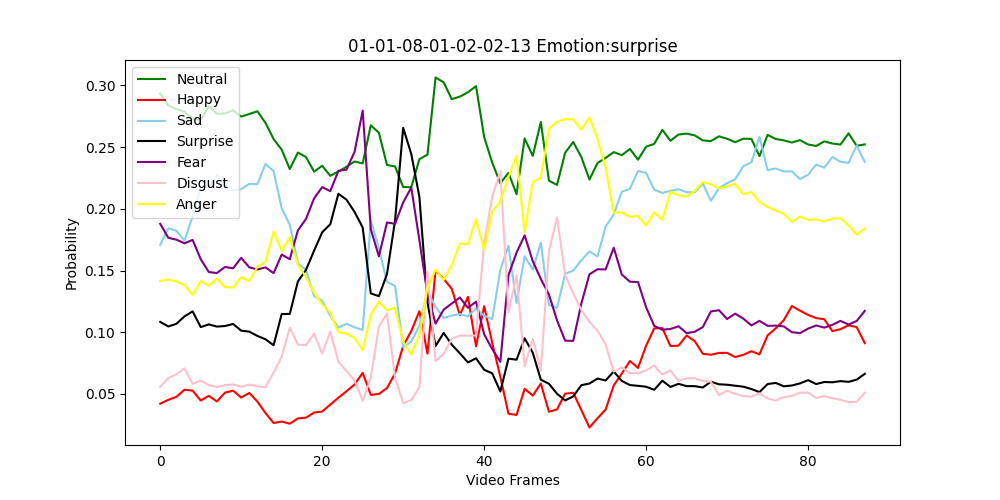 01-01-08-01-02-02-13 Emotion:surprise
Neutral
Happy
Sad
Surprise
Fear
Disgust
Anger
Probability
0.30
0.25
0.20
0.15
0.10
0.05
0 20 40 60 80
Video Frames